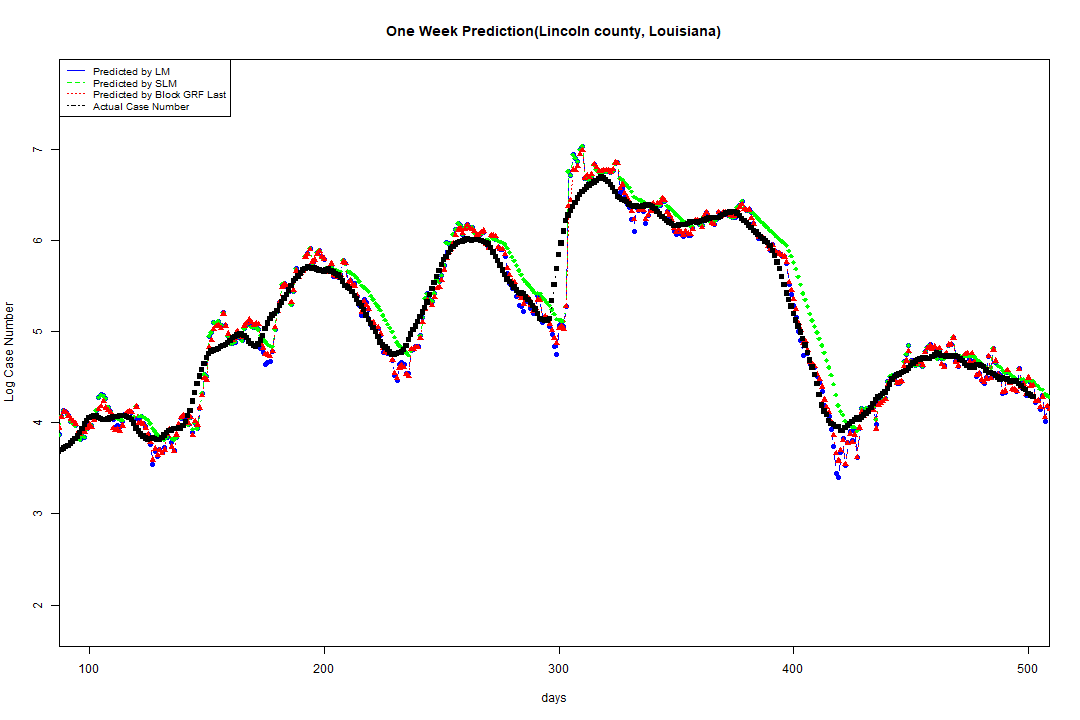 One Week Prediction(Lincoln county, Louisiana)
Predicted by LM
Predicted by SLM
Predicted by Block GRF Last
Actual Case Number
7
6
5
4
3
2
Log Case Number
100 200 300 400 500
days